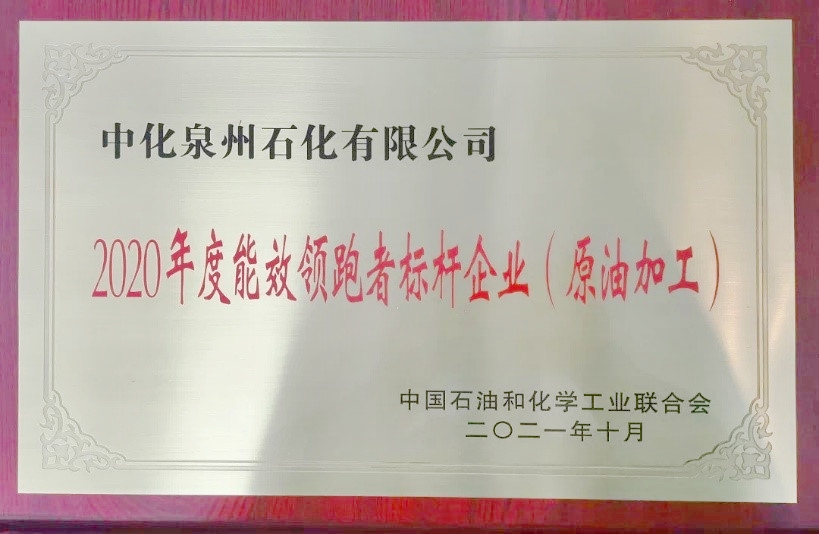 中化泉州石化有限公司
2020年度能效领跑者标杆企业（原油加工）
中国石油和化学工业联合会
二〇二一年十月